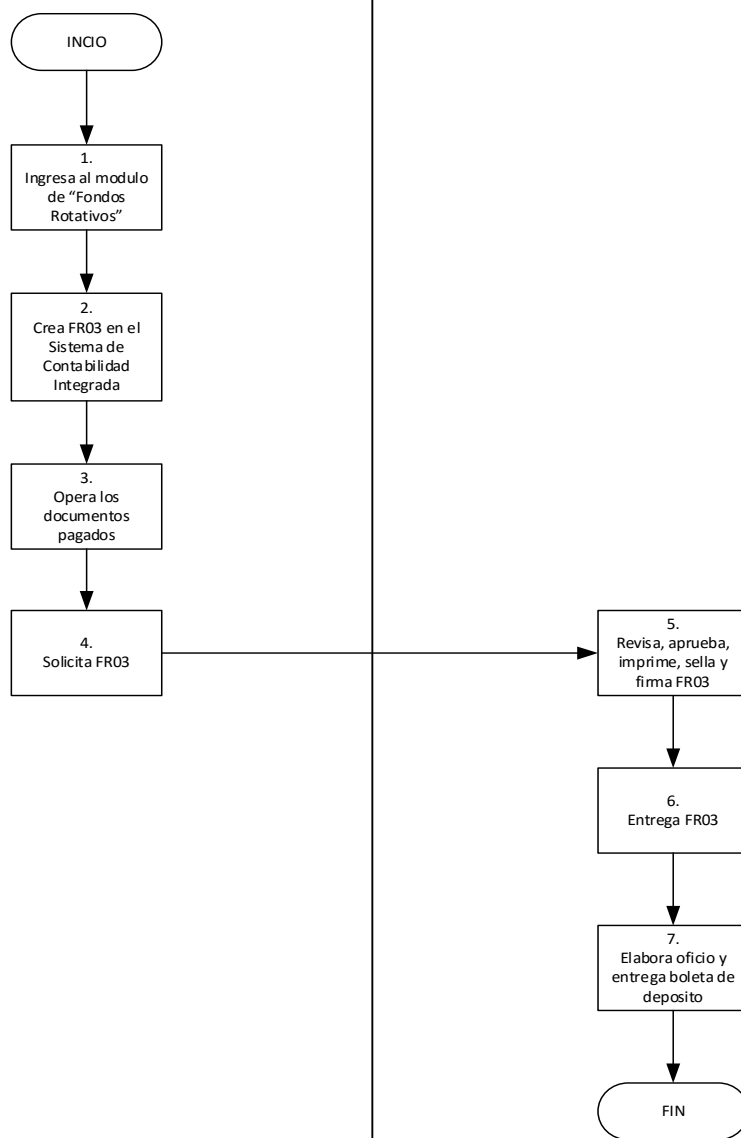 INCIO
1.
Ingresa al modulo
de “Fondos
Rotativos”
2.
Crea FR03 en el
Sistema de
Contabilidad
Integrada
3.
Opera los
documentos
pagados
4.
Solicita FR03
5.
Revisa, aprueba,
imprime, sella y
firma FR03
6.
Entrega FR03
7.
Elabora oficio y
entrega boleta de
deposito
FIN